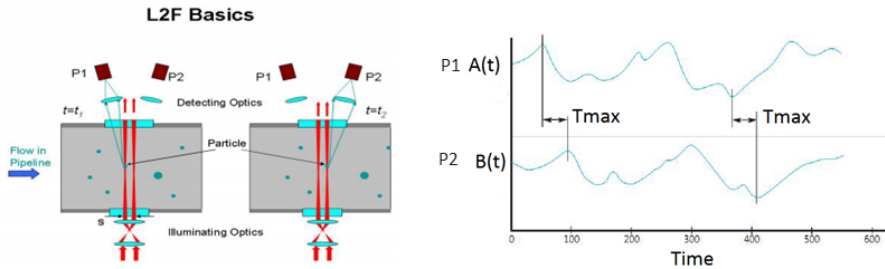 L2F Basics
P1
P2
P1
P2
t=t1
Detecting Optics
t=t2
Flow in
Pipeline
Particle
s
Illuminating Optics
P1 A(t)
Tmax
Tmax
P2 B(t)
0 100 200 300 400 500 600
Time